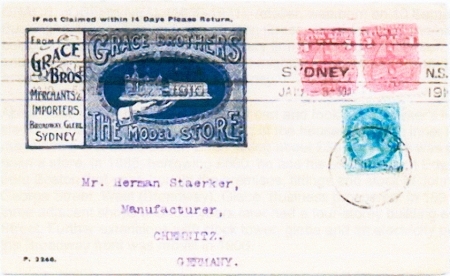 If not Claimed within 14 Days Please Return.
FROM
GRACE
BROS
MERCHANTS &
IMPORTERS
BROADWAY GLEBE
SYDNEY
GRACE BROTHERS
THE MODEL STORE
SYDNEY
N.S.
Mr. Herman Staerker,
Manufacturer,
CHEMNITZ.
GERMANY.
P. 2266.